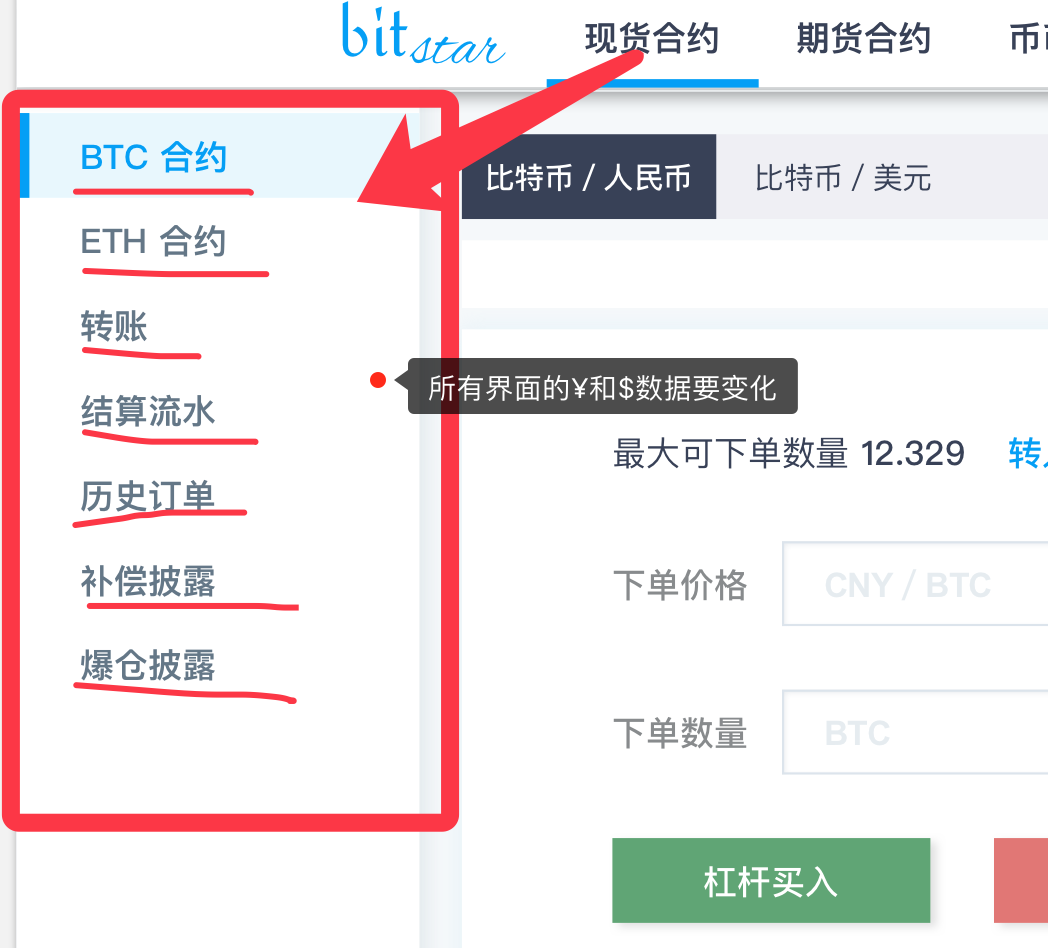 bitstar 现货合约 期货合约
BTC 合约
ETH 合约
转账
结算流水
历史订单
补偿披露
爆仓披露
比特币 / 人民币 比特币 / 美元
所有界面的¥和$数据要变化
最大可下单数量 12.329
下单价格 CNY / BTC
下单数量 BTC
杠杆买入